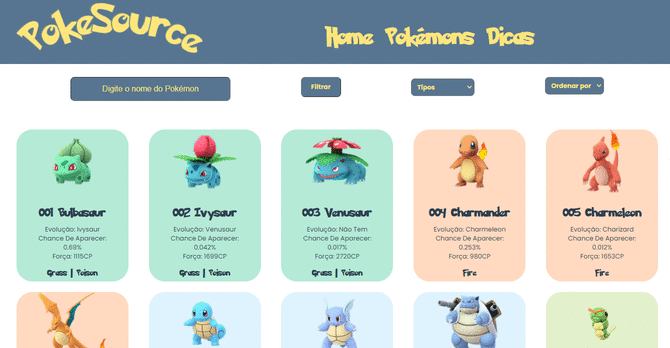 PokeSource
Home Pokémons Dicas
Digite o nome do Pokémon
Filtrar
Tipos
Ordenar por
001 Bulbasaur
Evolução: Ivysaur
Chance De Aparecer:
0.69%
Força: 1115CP
Grass | Poison
002 Ivysaur
Evolução: Venusaur
Chance De Aparecer:
0.042%
Força: 1699CP
Grass | Poison
003 Venusaur
Evolução: Não Tem
Chance De Aparecer:
0.017%
Força: 2720CP
Grass | Poison
004 Charmander
Evolução: Charmeleon
Chance De Aparecer:
0.253%
Força: 980CP
Fire
005 Charmeleon
Evolução: Charizard
Chance De Aparecer:
0.012%
Força: 1653CP
Fire